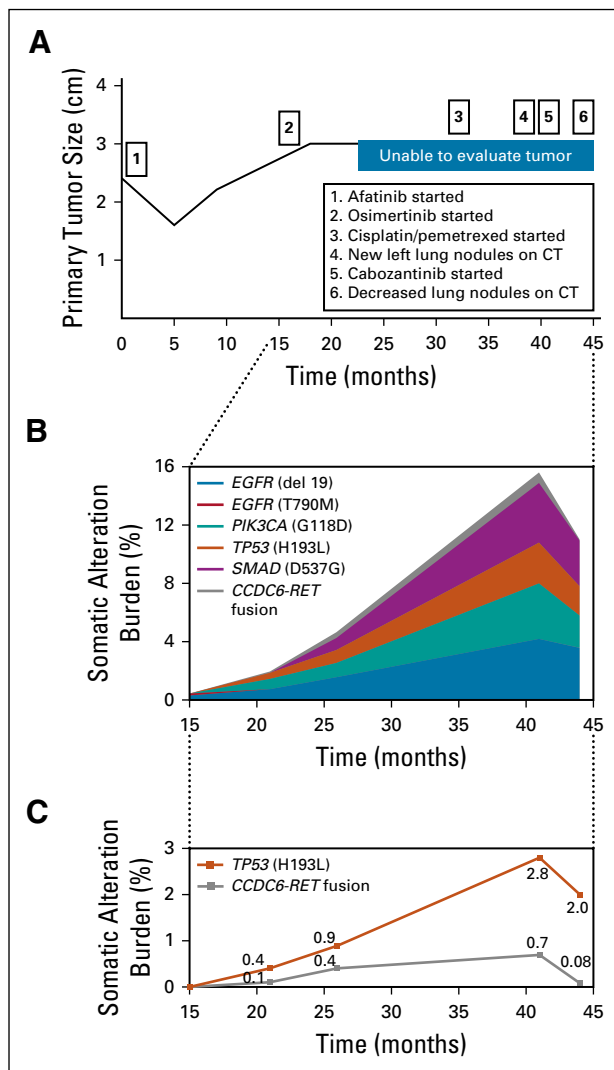 A
Primary Tumor Size (cm)
4
3
2
1
1
2
3
4
5
6
Unable to evaluate tumor
1. Afatinib started
2. Osimertinib started
3. Cisplatin/pemetrexed started
4. New left lung nodules on CT
5. Cabozantinib started
6. Decreased lung nodules on CT
0 5 10 15 20 25 30 35 40 45
Time (months)
B
Somatic Alteration
Burden (%)
16
12
8
4
0
EGFR (del 19)
EGFR (T790M)
PIK3CA (G118D)
TP53 (H193L)
SMAD (D537G)
CCDC6-RET
fusion
15 20 25 30 35 40 45
Time (months)
C
Somatic Alteration
Burden (%)
3
2
1
0
TP53 (H193L)
CCDC6-RET fusion
0.4
0.9
2.8
2.0
0.1
0.4
0.7
0.08
15 20 25 30 35 40 45
Time (months)